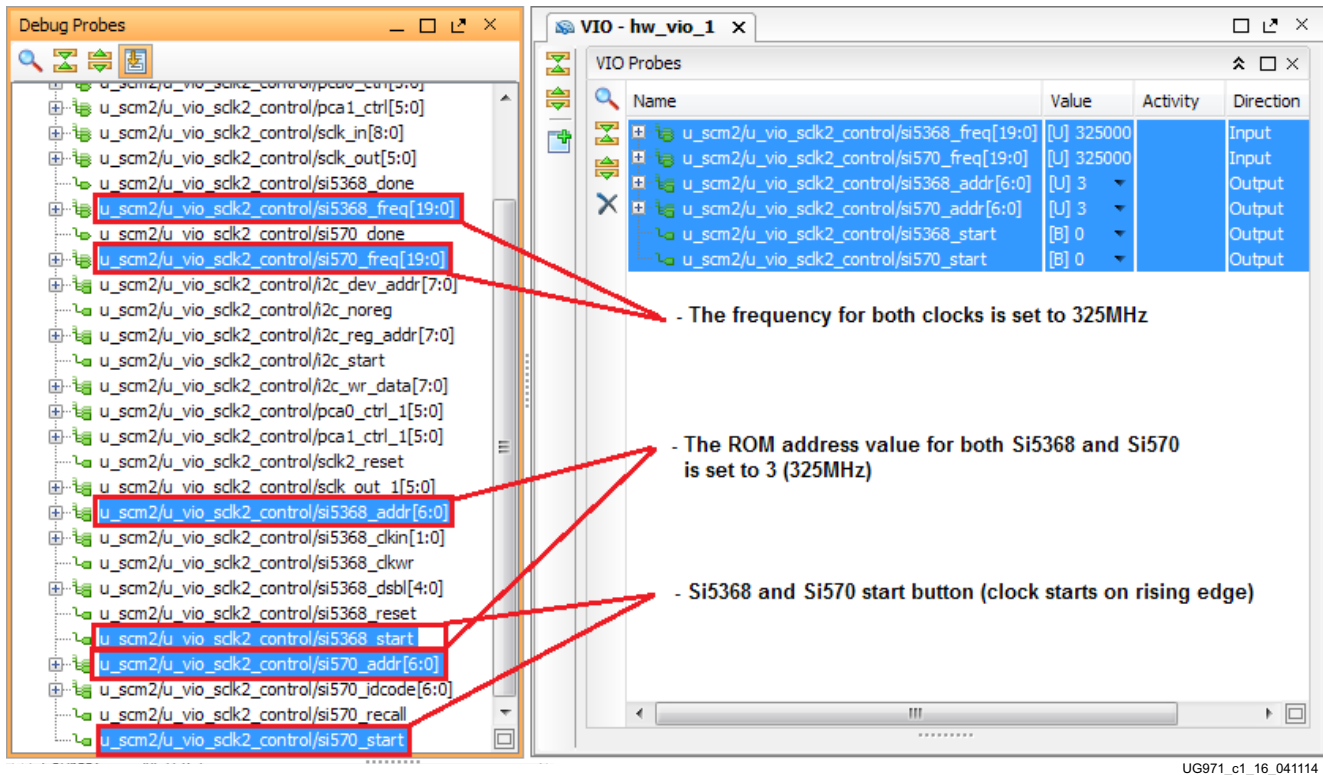 Debug Probes
u_scm2/u_vio_sclk2_control/pca0_ctrl[5:0]
u_scm2/u_vio_sclk2_control/pca1_ctrl[5:0]
u_scm2/u_vio_sclk2_control/sclk_in[8:0]
u_scm2/u_vio_sclk2_control/sclk_out[5:0]
u_scm2/u_vio_sclk2_control/si5368_done
u_scm2/u_vio_sclk2_control/si5368_freq[19:0]
u_scm2/u_vio_sclk2_control/si570_done
u_scm2/u_vio_sclk2_control/si570_freq[19:0]
u_scm2/u_vio_sclk2_control/i2c_dev_addr[7:0]
u_scm2/u_vio_sclk2_control/i2c_noreg
u_scm2/u_vio_sclk2_control/i2c_reg_addr[7:0]
u_scm2/u_vio_sclk2_control/i2c_start
u_scm2/u_vio_sclk2_control/i2c_wr_data[7:0]
u_scm2/u_vio_sclk2_control/pca0_ctrl_1[5:0]
u_scm2/u_vio_sclk2_control/pca1_ctrl_1[5:0]
u_scm2/u_vio_sclk2_control/sclk2_reset
u_scm2/u_vio_sclk2_control/sclk_out_1[5:0]
u_scm2/u_vio_sclk2_control/si5368_addr[6:0]
u_scm2/u_vio_sclk2_control/si5368_clkin[1:0]
u_scm2/u_vio_sclk2_control/si5368_clkwr
u_scm2/u_vio_sclk2_control/si5368_dsbl[4:0]
u_scm2/u_vio_sclk2_control/si5368_reset
u_scm2/u_vio_sclk2_control/si5368_start
u_scm2/u_vio_sclk2_control/si570_addr[6:0]
u_scm2/u_vio_sclk2_control/si570_idcode[6:0]
u_scm2/u_vio_sclk2_control/si570_recall
u_scm2/u_vio_sclk2_control/si570_start
VIO - hw_vio_1
VIO Probes
Name Value Activity Direction
u_scm2/u_vio_sclk2_control/si5368_freq[19:0] [U] 325000 Input
u_scm2/u_vio_sclk2_control/si570_freq[19:0] [U] 325000 Input
u_scm2/u_vio_sclk2_control/si5368_addr[6:0] [U] 3 Output
u_scm2/u_vio_sclk2_control/si570_addr[6:0] [U] 3 Output
u_scm2/u_vio_sclk2_control/si5368_start [B] 0 Output
u_scm2/u_vio_sclk2_control/si570_start [B] 0 Output
- The frequency for both clocks is set to 325MHz
- The ROM address value for both Si5368 and Si570
is set to 3 (325MHz)
- Si5368 and Si570 start button (clock starts on rising edge)
UG971_c1_16_041114